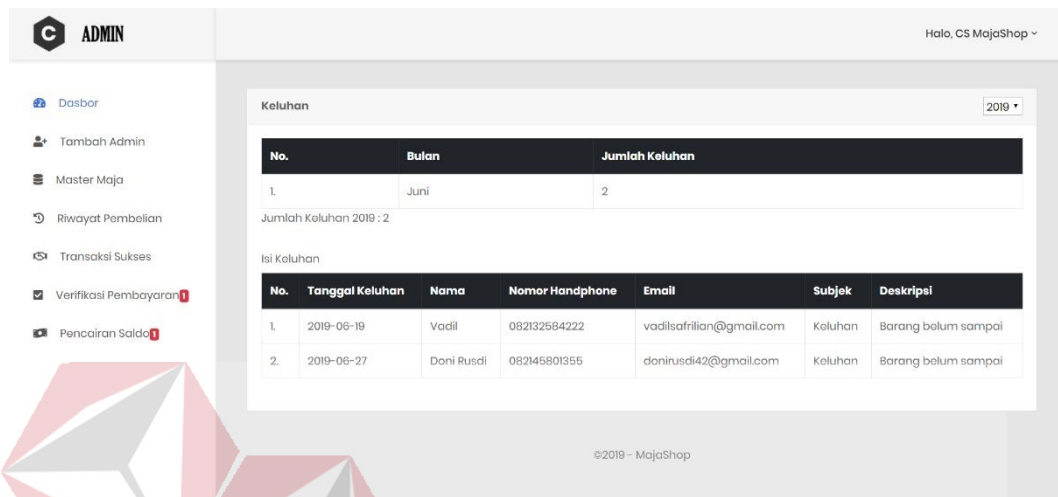 C ADMIN
Halo, CS MajaShop
Dasbor
Tambah Admin
Master Maja
Riwayat Pembelian
Transaksi Sukses
Verifikasi Pembayaran 1
Pencairan Saldo 1
Keluhan 2019
No. Bulan Jumlah Keluhan
1. Juni 2
Jumlah Keluhan 2019 : 2
Isi Keluhan
No. Tanggal Keluhan Nama Nomor Handphone Email Subjek Deskripsi
1. 2019-06-19 Vadil 082132584222 vadilsafrilian@gmail.com Keluhan Barang belum sampai
2. 2019-06-27 Doni Rusdi 082145801355 donirusdi42@gmail.com Keluhan Barang belum sampai
©2019 - MajaShop